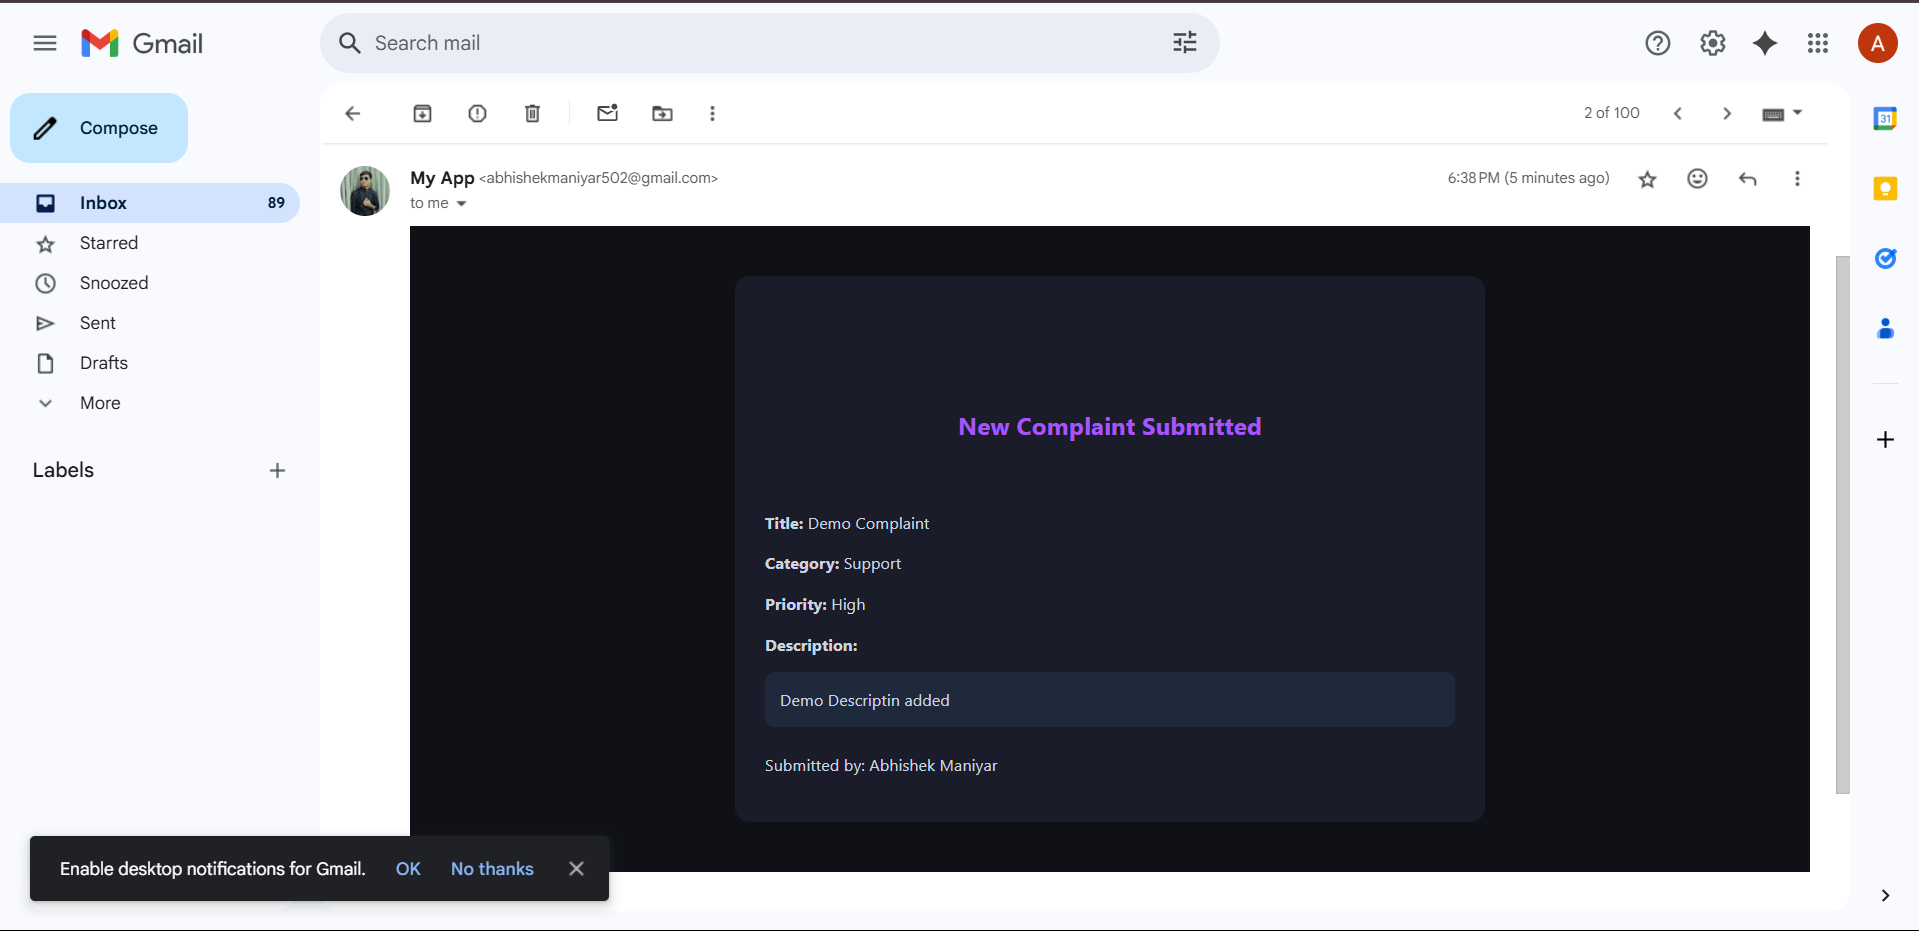 Gmail
Search mail
A
Compose
2 of 100
31
My App <abhishekmaniyar502@gmail.com>
6:38 PM (5 minutes ago)
to me
Inbox 89
Starred
Snoozed
Sent
Drafts
More
Labels
New Complaint Submitted
Title: Demo Complaint
Category: Support
Priority: High
Description:
Demo Descriptin added
Submitted by: Abhishek Maniyar
Enable desktop notifications for Gmail. OK No thanks